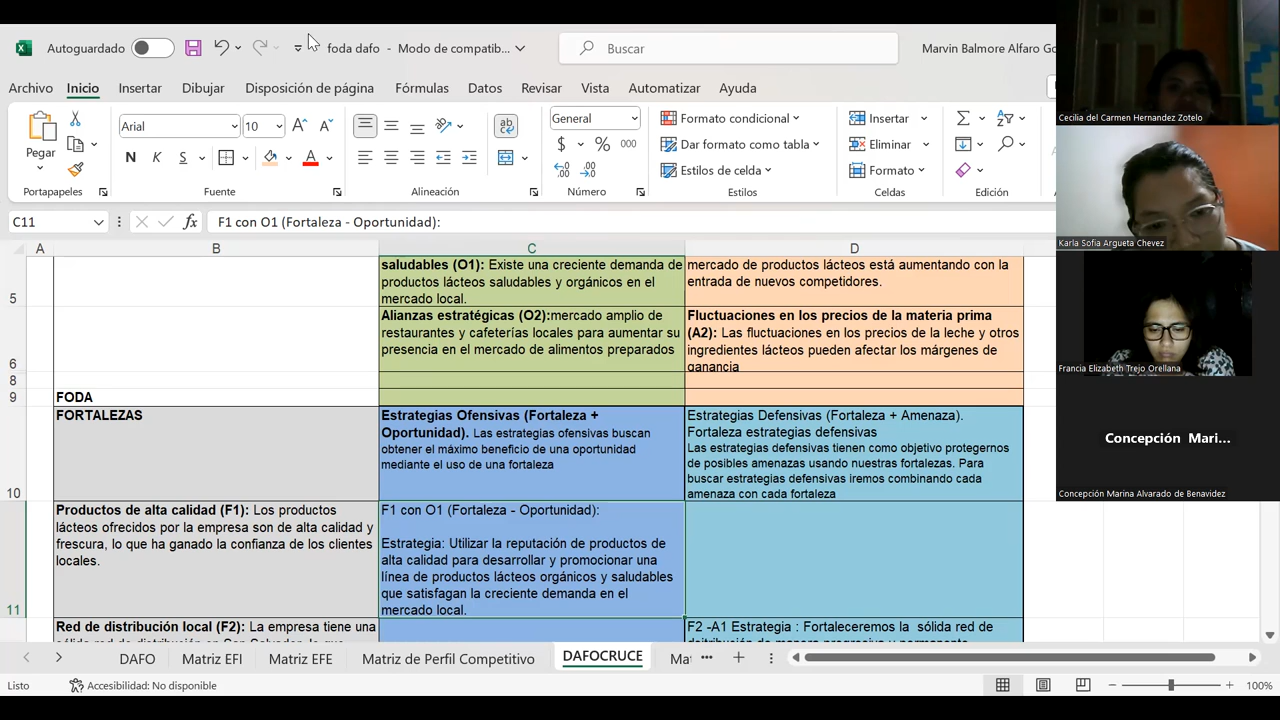 Autoguardado
foda dafo - Modo de compatib...
Buscar
Marvin Balmore Alfaro Go
Archivo Inicio Insertar Dibujar Disposición de página Fórmulas Datos Revisar Vista Automatizar Ayuda
Pegar
Arial 10
N K S
General
$ % 000
Formato condicional
Dar formato como tabla
Estilos de celda
Insertar
Eliminar
Formato
Portapapeles Fuente Alineación Número Estilos Celdas Edición
C11
fx F1 con O1 (Fortaleza - Oportunidad):
A B C D
saludables (O1): Existe una creciente demanda de
productos lácteos saludables y orgánicos en el
mercado local.
mercado de productos lácteos está aumentando con la
entrada de nuevos competidores.
5
Alianzas estratégicas (O2):mercado amplio de
restaurantes y cafeterías locales para aumentar su
presencia en el mercado de alimentos preparados
Fluctuaciones en los precios de la materia prima
(A2): Las fluctuaciones en los precios de la leche y otros
ingredientes lácteos pueden afectar los márgenes de
ganancia
6
8
9
FODA
FORTALEZAS
Estrategias Ofensivas (Fortaleza +
Oportunidad). Las estrategias ofensivas buscan
obtener el máximo beneficio de una oportunidad
mediante el uso de una fortaleza
Estrategias Defensivas (Fortaleza + Amenaza).
Fortaleza estrategias defensivas
Las estrategias defensivas tienen como objetivo protegernos
de posibles amenazas usando nuestras fortalezas. Para
buscar estrategias defensivas iremos combinando cada
amenaza con cada fortaleza
10
Productos de alta calidad (F1): Los productos
lácteos ofrecidos por la empresa son de alta calidad y
frescura, lo que ha ganado la confianza de los clientes
locales.
F1 con O1 (Fortaleza - Oportunidad):
Estrategia: Utilizar la reputación de productos de
alta calidad para desarrollar y promocionar una
línea de productos lácteos orgánicos y saludables
que satisfagan la creciente demanda en el
mercado local.
11
Red de distribución local (F2): La empresa tiene una
F2 -A1 Estrategia : Fortaleceremos la sólida red de
DAFO Matriz EFI Matriz EFE Matriz de Perfil Competitivo DAFOCRUCE Mat
Listo
Accesibilidad: No disponible
100%
Cecilia del Carmen Hernandez Zotelo
Karla Sofia Argueta Chevez
Francia Elizabeth Trejo Orellana
Concepción Mari...
Concepción Marina Alvarado de Benavidez